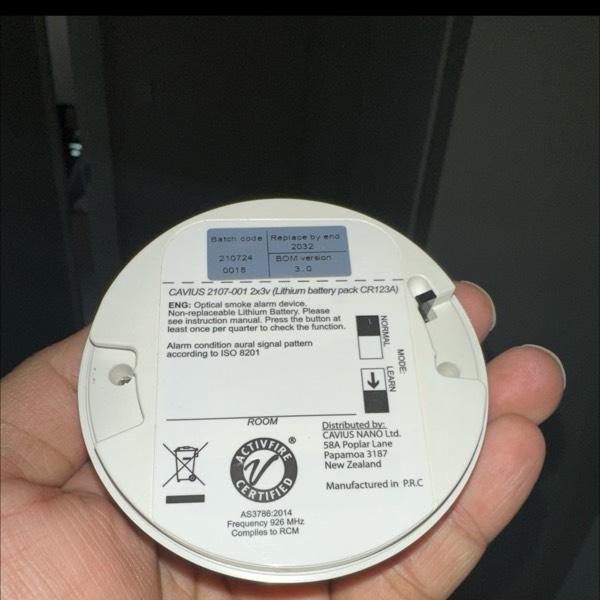 Batch code
Replace by end
2032
210724
0018
BOM version
3.0
CAVIUS 2107-001 2x3v (Lithium battery pack CR123A)
ENG: Optical smoke alarm device.
Non-replaceable Lithium Battery. Please
see instruction manual. Press the button at
least once per quarter to check the function.
Alarm condition aural signal pattern
according to ISO 8201
NORMAL
MODE:
LEARN
ROOM
ACTIVFIRE
®
CERTIFIED
AS3786:2014
Frequency 926 MHz
Complies to RCM
Distributed by:
CAVIUS NANO Ltd.
58A Poplar Lane
Papamoa 3187
New Zealand
Manufactured in P.R.C